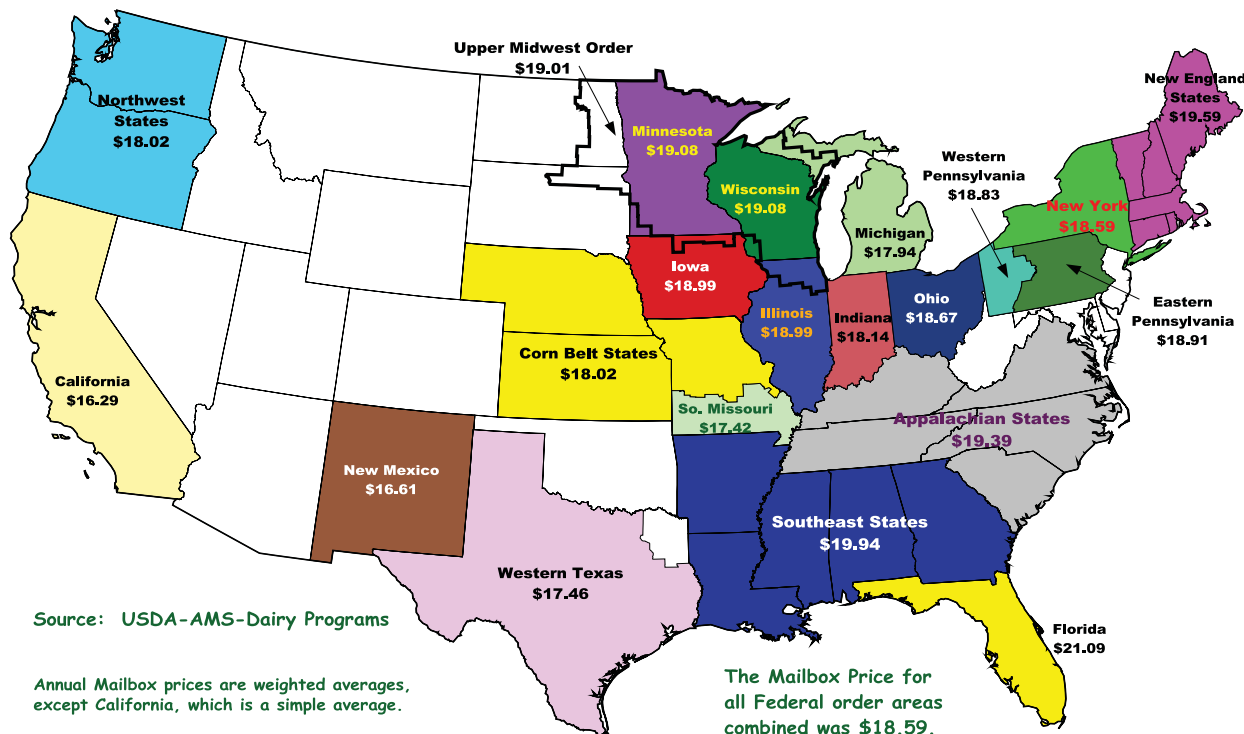 Upper Midwest Order
$19.01
New England
States
$19.59
Northwest
States
$18.02
Minnesota
$19.08
Western
Pennsylvania
$18.83
Wisconsin
$19.08
New York
$18.59
Michigan
$17.94
Iowa
$18.99
Illinois
$18.99
Indiana
$18.14
Ohio
$18.67
Eastern
Pennsylvania
$18.91
Corn Belt States
$18.02
California
$16.29
So. Missouri
$17.42
Appalachian States
$19.39
New Mexico
$16.61
Southeast States
$19.94
Western Texas
$17.46
Florida
$21.09
Source: USDA-AMS-Dairy Programs
Annual Mailbox prices are weighted averages,
except California, which is a simple average.
The Mailbox Price for
all Federal order areas
combined was $18.59.